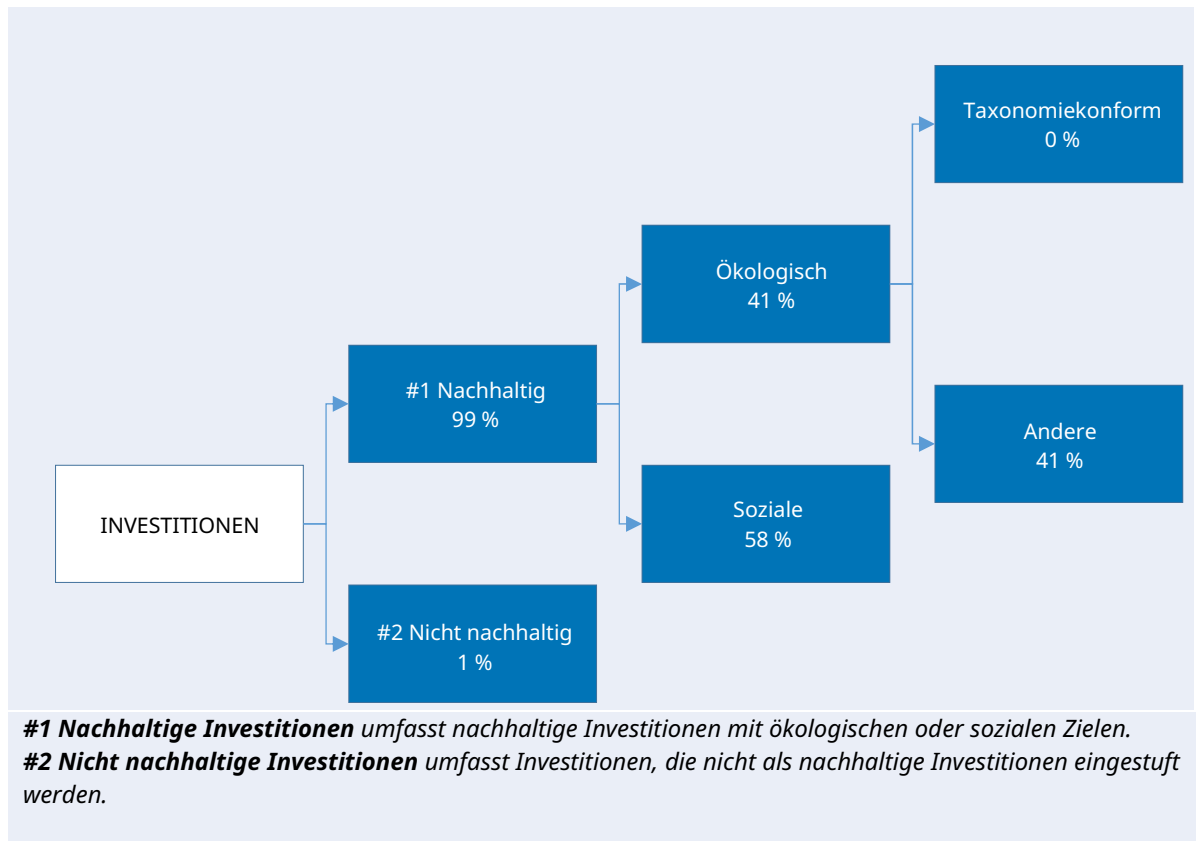 Taxonomiekonform
0 %
Ökologisch
41 %
#1 Nachhaltig
99 %
Andere
41 %
INVESTITIONEN
Soziale
58 %
#2 Nicht nachhaltig
1 %
#1 Nachhaltige Investitionen umfasst nachhaltige Investitionen mit ökologischen oder sozialen Zielen.
#2 Nicht nachhaltige Investitionen umfasst Investitionen, die nicht als nachhaltige Investitionen eingestuft
werden.